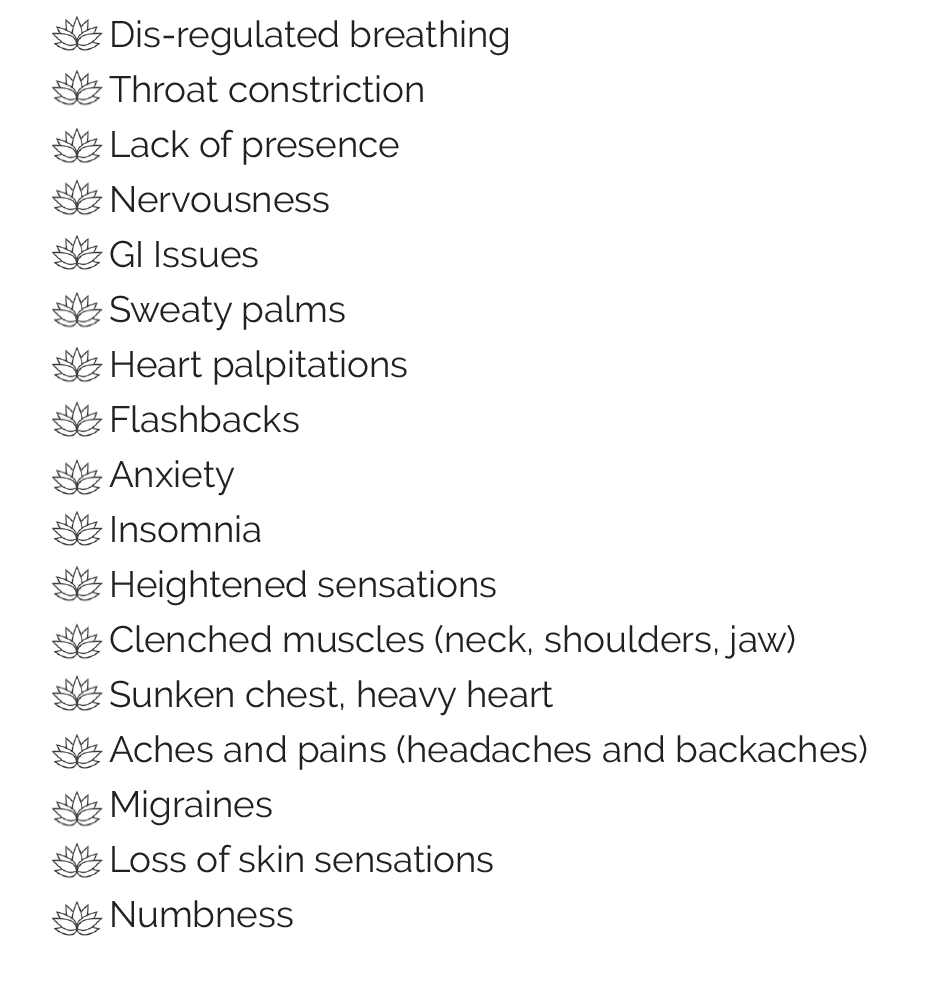 Dis-regulated breathing
Throat constriction
Lack of presence
Nervousness
GI Issues
Sweaty palms
Heart palpitations
Flashbacks
Anxiety
Insomnia
Heightened sensations
Clenched muscles (neck, shoulders, jaw)
Sunken chest, heavy heart
Aches and pains (headaches and backaches)
Migraines
Loss of skin sensations
Numbness